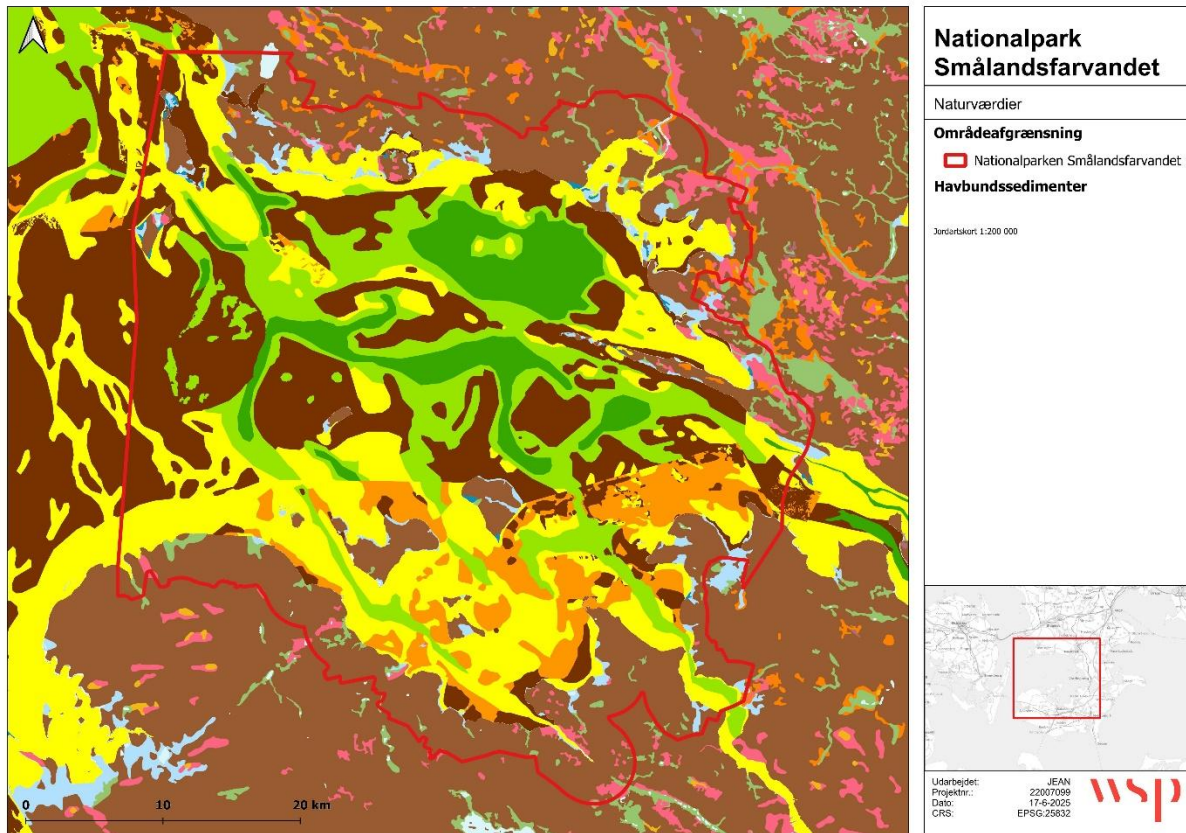 Nationalpark
Smålandsfarvandet
Naturværdier
Områdeafgrænsning
Nationalparken Smålandsfarvandet
Havbundssedimenter
Jordartskort 1:200 000
0 10 20 km
Udarbejdet: JEAN
Projektnr.: 22007099
Dato: 17-6-2025
CRS: EPSG:25832
wsp